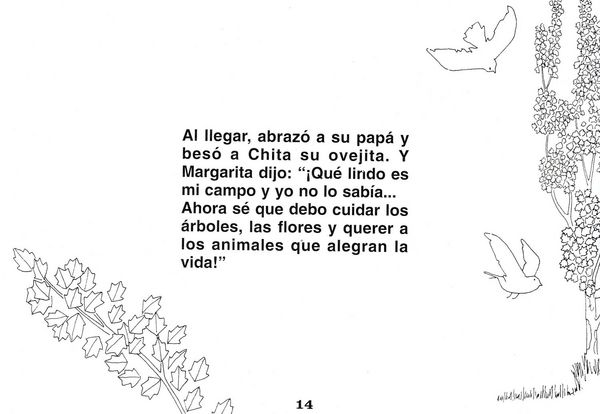 Al llegar, abrazó a su papá y
besó a Chita su ovejita. Y
Margarita dijo: “¡Qué lindo es
mi campo y yo no lo sabía...
Ahora sé que debo cuidar los
árboles, las flores y querer a
los animales que alegran la
vida!”
14